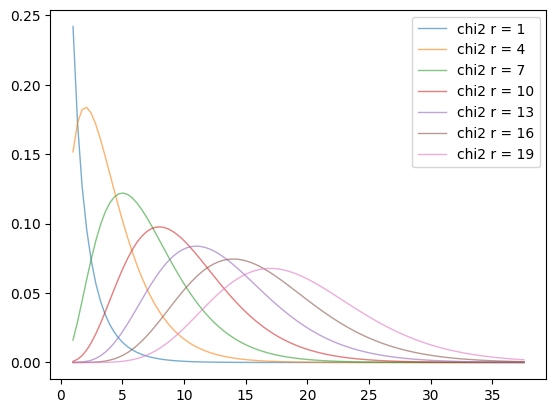 0.25
0.20
0.15
0.10
0.05
0.00
0 5 10 15 20 25 30 35
chi2 r = 1
chi2 r = 4
chi2 r = 7
chi2 r = 10
chi2 r = 13
chi2 r = 16
chi2 r = 19